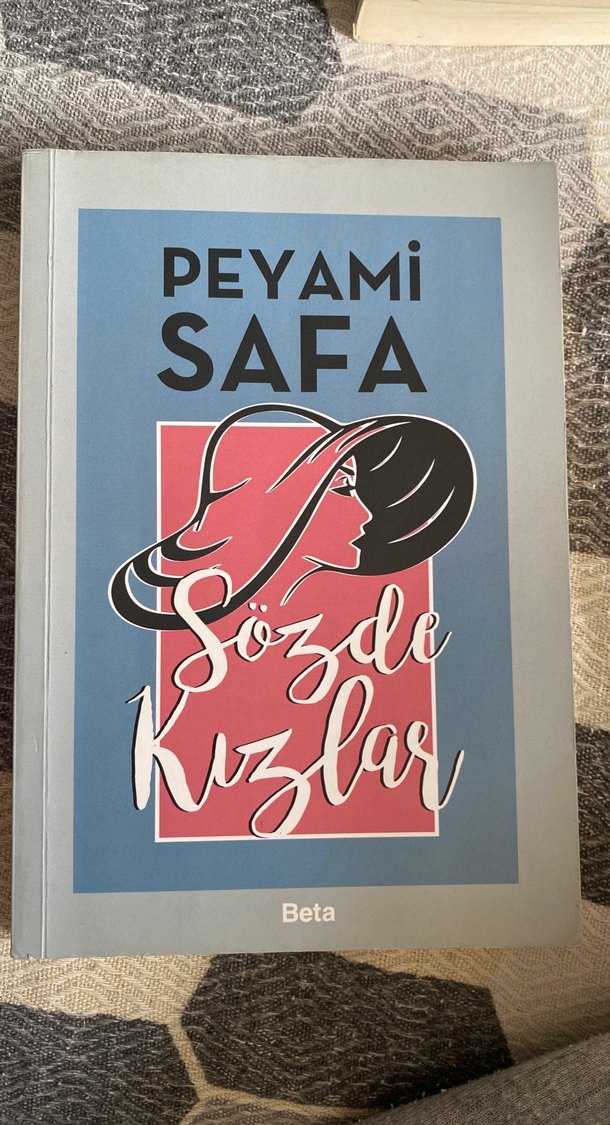 PEYAMİ
SAFA
Sözde
Kızlar
Beta